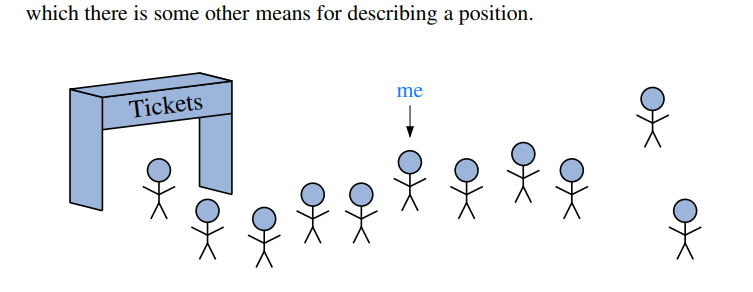 which there is some other means for describing a position.
me
Tickets